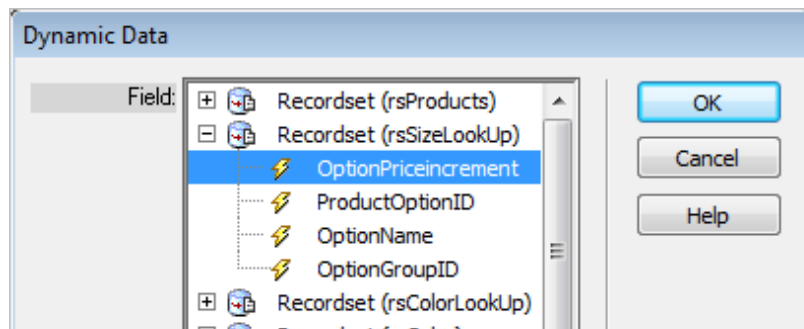 Dynamic Data
Field:
Recordset (rsProducts)
Recordset (rsSizeLookUp)
OptionPriceincrement
ProductOptionID
OptionName
OptionGroupID
Recordset (rsColorLookUp)
OK
Cancel
Help